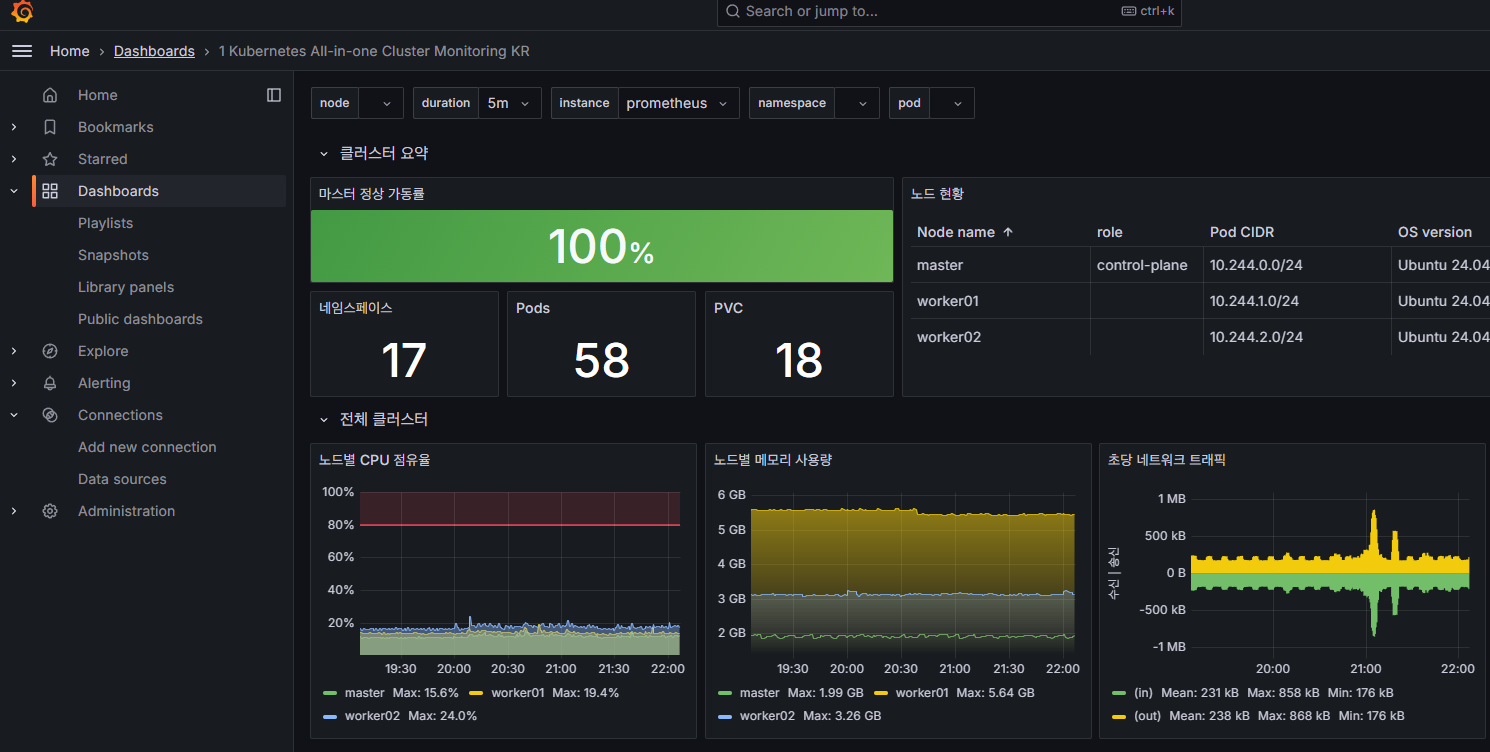 Search or jump to...
ctrl+k
Home › Dashboards › 1 Kubernetes All-in-one Cluster Monitoring KR
Home
Bookmarks
Starred
Dashboards
Playlists
Snapshots
Library panels
Public dashboards
Explore
Alerting
Connections
Add new connection
Data sources
Administration
node
duration 5m
instance prometheus
namespace
pod
클러스터 요약
마스터 정상 가동률
100%
네임스페이스
17
Pods
58
PVC
18
노드 현황
Node name role Pod CIDR OS version
master control-plane 10.244.0.0/24 Ubuntu 24.04
worker01 10.244.1.0/24 Ubuntu 24.04
worker02 10.244.2.0/24 Ubuntu 24.04
전체 클러스터
노드별 CPU 점유율
100%
80%
60%
40%
20%
19:30 20:00 20:30 21:00 21:30 22:00
master Max: 15.6% worker01 Max: 19.4%
worker02 Max: 24.0%
노드별 메모리 사용량
6 GB
5 GB
4 GB
3 GB
2 GB
19:30 20:00 20:30 21:00 21:30 22:00
master Max: 1.99 GB worker01 Max: 5.64 GB
worker02 Max: 3.26 GB
초당 네트워크 트래픽
수신 | 송신
1 MB
500 kB
0 B
-500 kB
-1 MB
20:00 21:00 22:00
(in) Mean: 231 kB Max: 858 kB Min: 176 kB
(out) Mean: 238 kB Max: 868 kB Min: 176 kB